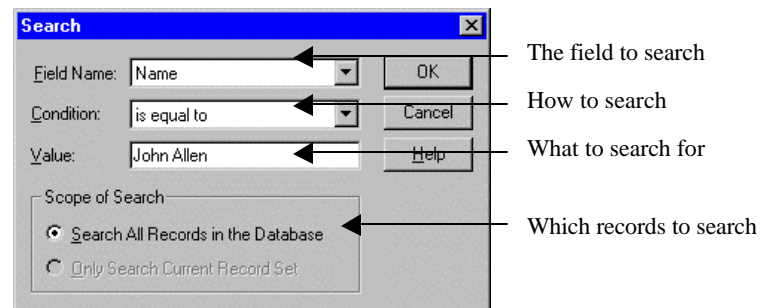 Search
Field Name: Name OK The field to search
Condition: is equal to Cancel How to search
Value: John Allen Help What to search for
Scope of Search
Search All Records in the Database Which records to search
Only Search Current Record Set